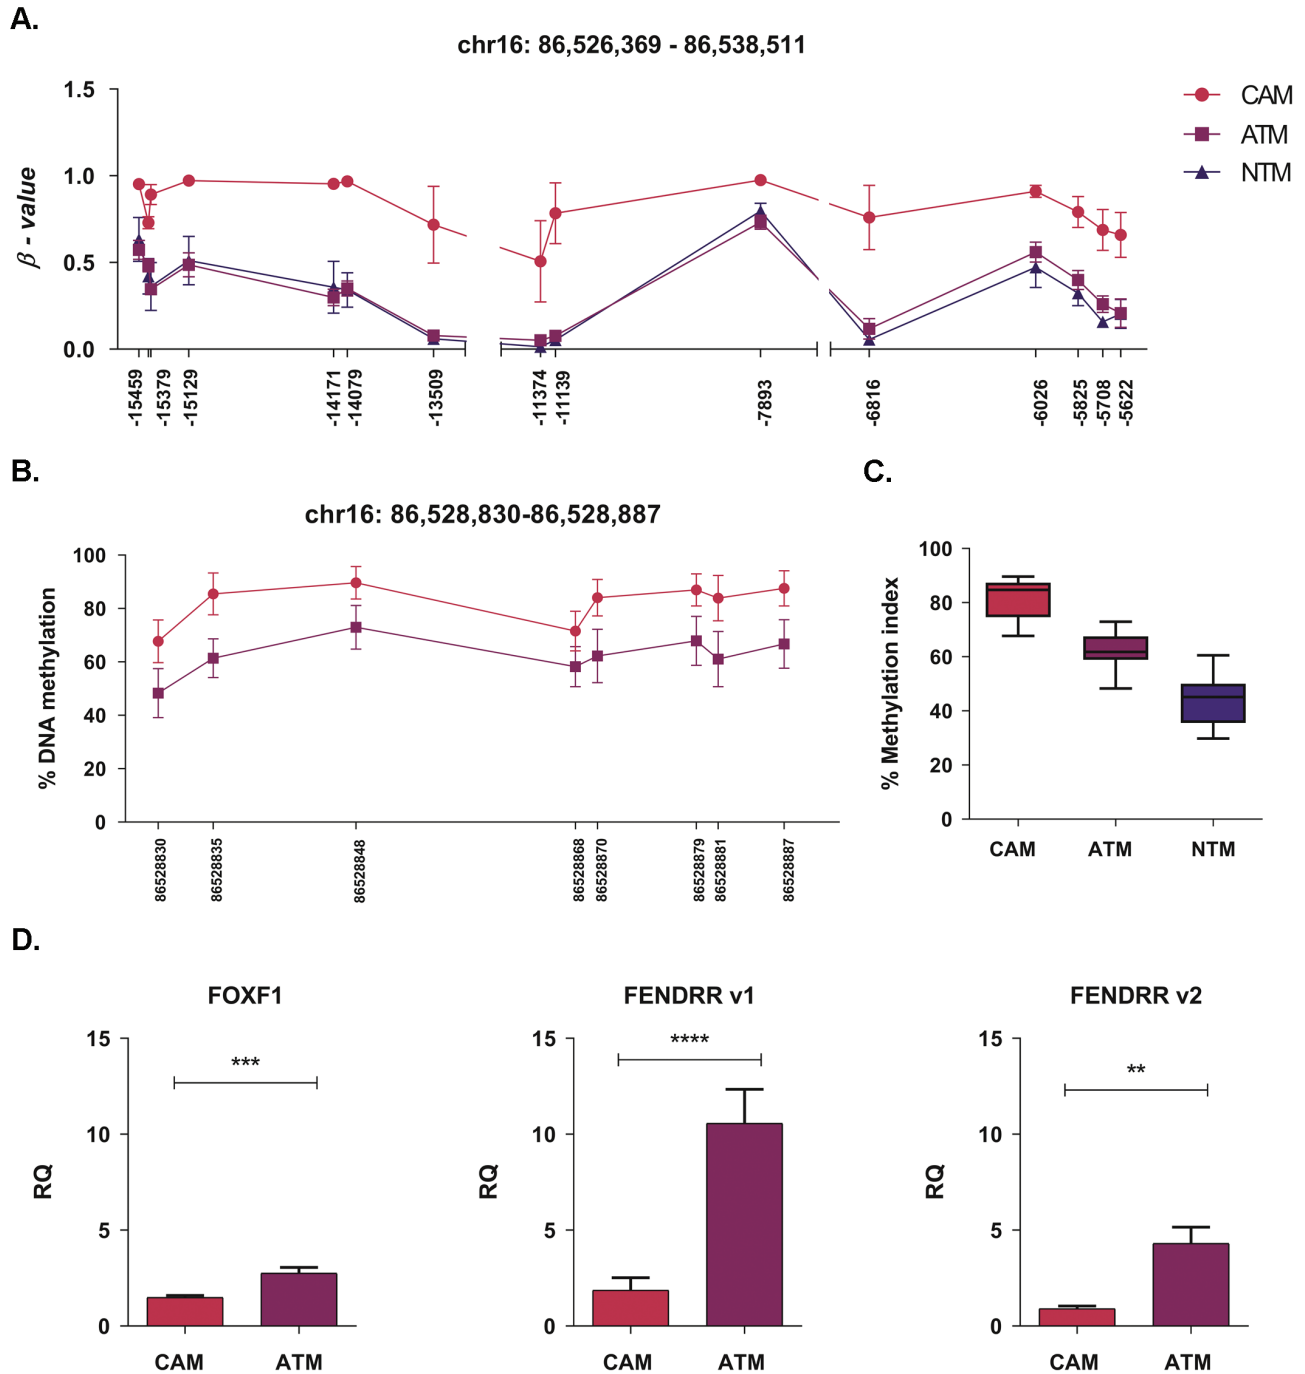 A.
chr16: 86,526,369 - 86,538,511
CAM
ATM
NTM
β - value
1.5
1.0
0.5
0.0
-15459
-15379
-15129
-14171
-14079
-13509
-11374
-11139
-7893
-6816
-6026
-5825
-5708
-5622
B.
chr16: 86,528,830-86,528,887
% DNA methylation
100
80
60
40
20
0
86528830
86528835
86528848
86528868
86528870
86528879
86528881
86528887
C.
% Methylation index
100
80
60
40
20
0
CAM
ATM
NTM
D.
FOXF1
RQ
15
10
5
0
***
CAM
ATM
FENDRR v1
RQ
15
10
5
0
****
CAM
ATM
FENDRR v2
RQ
15
10
5
0
**
CAM
ATM